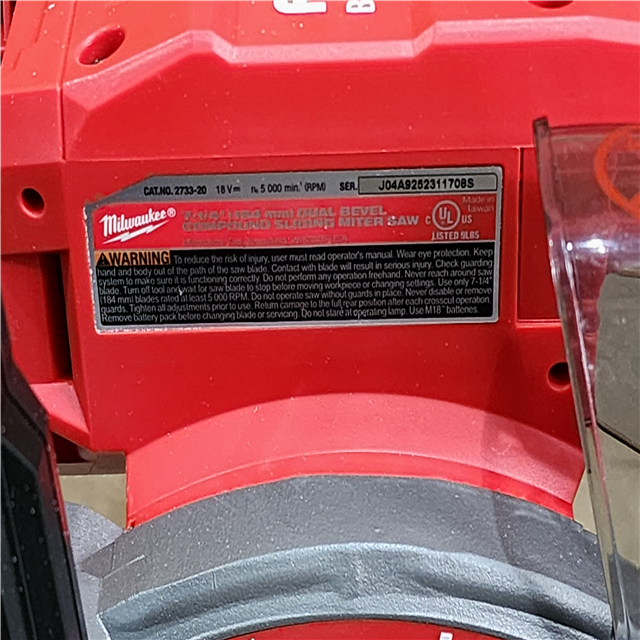 CAT.NO. 2733-20 18 V⎓ n₀ 5 000 min.⁻¹ (RPM) SER. J04A9252311708S
Milwaukee®
7-1/4" (184 mm) DUAL BEVEL
COMPOUND SLIDING MITER SAW
C UL US
LISTED 9LB5
Made in
Taiwan
WARNING To reduce the risk of injury, user must read operator's manual. Wear eye protection. Keep
hand and body out of the path of the saw blade. Contact with blade will result in serious injury. Check guarding
system to make sure it is functioning correctly. Do not perform any operation freehand. Never reach around saw
blade. Turn off tool and wait for saw blade to stop before moving workpiece or changing settings. Use only 7-1/4"
(184 mm) blades rated at least 5 000 RPM. Do not operate saw without guards in place. Never disable or remove
guards. Tighten all adjustments prior to use. Return carriage to the full rear position after each crosscut operation.
Remove battery pack before changing blade or servicing. Do not stare at operating lamp. Use M18™ batteries.